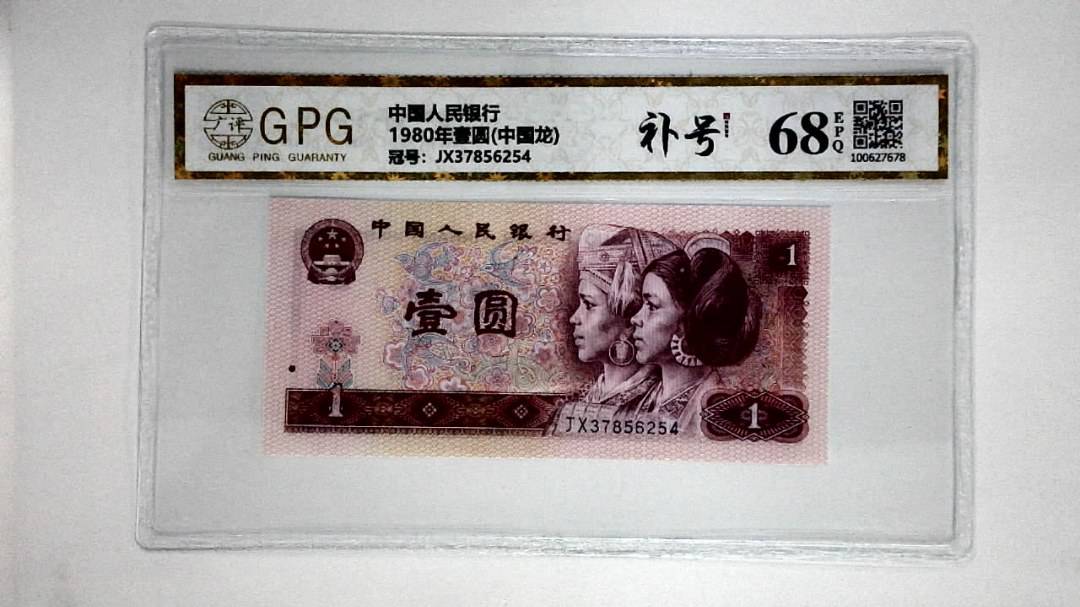 广评
GPG
GUANG PING GUARANTY
中国人民银行
1980年壹圆(中国龙)
冠号：JX37856254
补号
68
EPQ
100627678
中国人民银行
1
壹圆
1
JX37856254
1